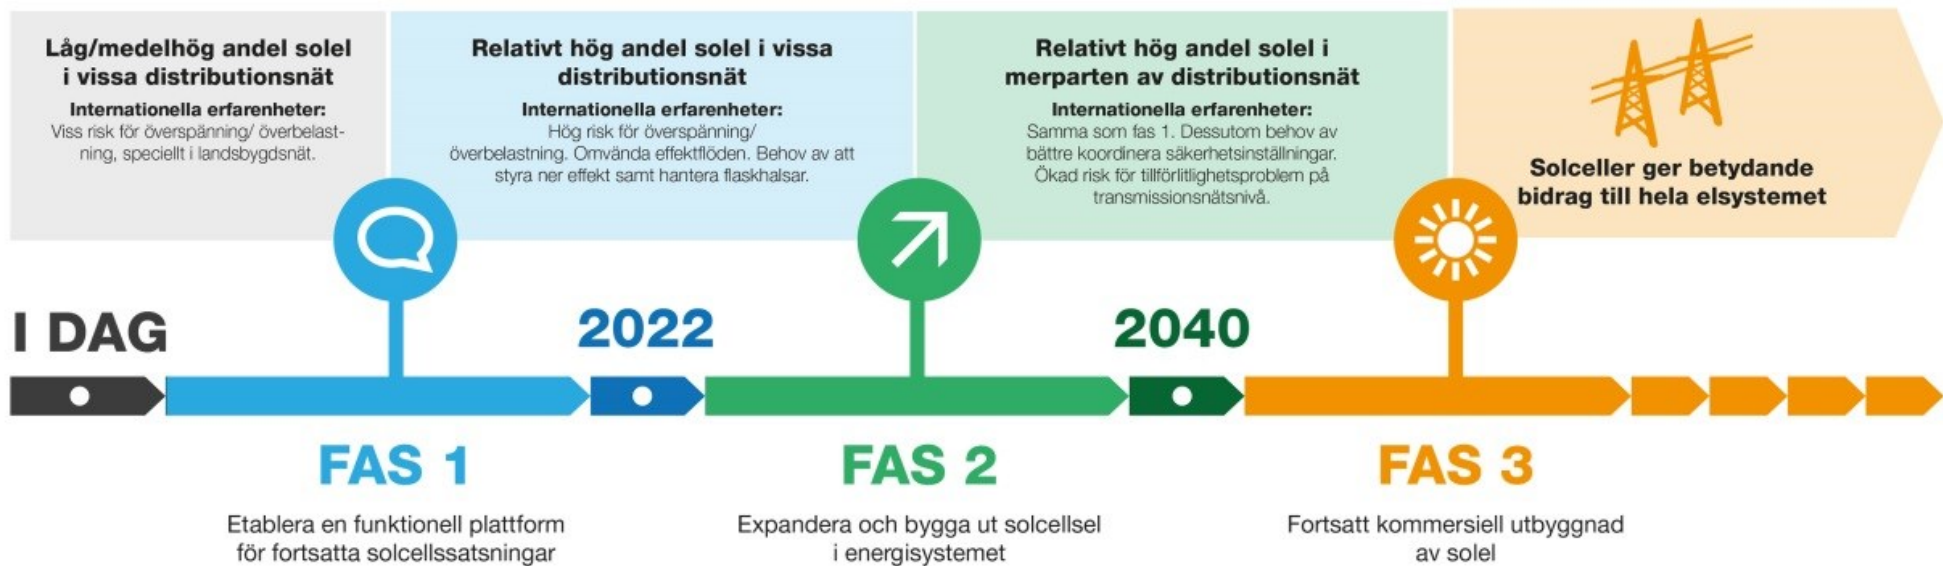 Låg/medelhög andel solel
i vissa distributionsnät
Internationella erfarenheter:
Viss risk för överspänning/ överbelast-
ning, speciellt i landsbygdsnät.
Relativt hög andel solel i vissa
distributionsnät
Internationella erfarenheter:
Hög risk för överspänning/
överbelastning. Omvända effektflöden. Behov av att
styra ner effekt samt hantera flaskhalsar.
Relativt hög andel solel i
merparten av distributionsnät
Internationella erfarenheter:
Samma som fas 1. Dessutom behov av
bättre koordinera säkerhetsinställningar.
Ökad risk för tillförlitlighetsproblem på
transmissionsnätsnivå.
Solceller ger betydande
bidrag till hela elsystemet
I DAG
2022
2040
FAS 1
Etablera en funktionell plattform
för fortsatta solcellssatsningar
FAS 2
Expandera och bygga ut solcellsel
i energisystemet
FAS 3
Fortsatt kommersiell utbyggnad
av solel